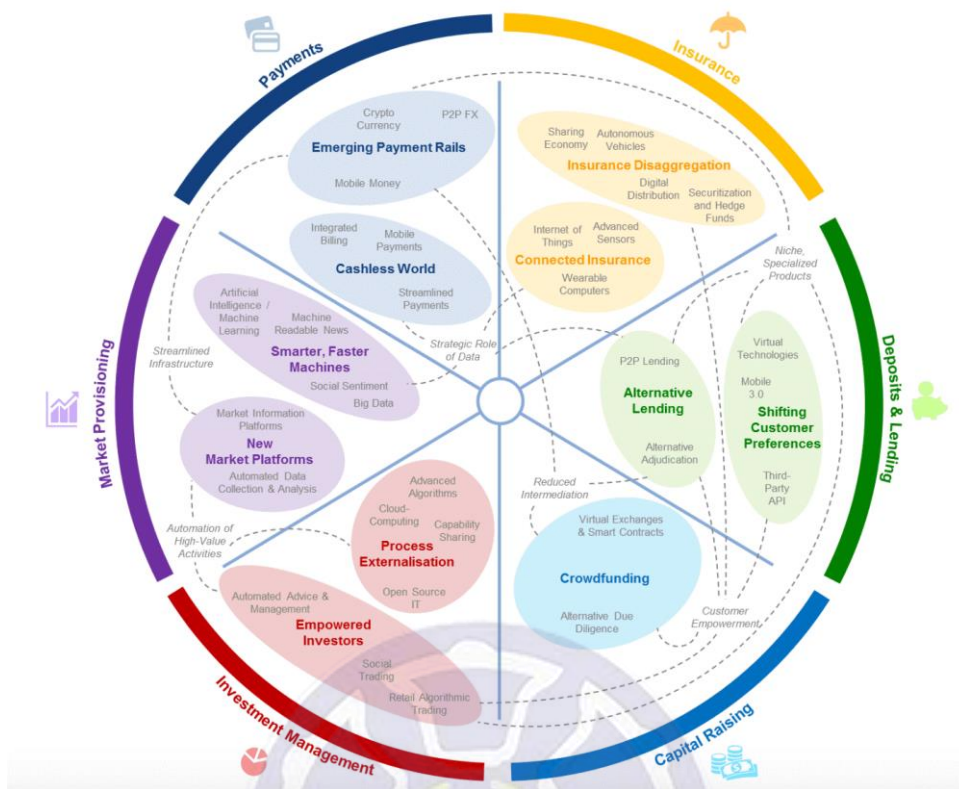 Payments
Insurance
Crypto
Currency
P2P FX
Emerging Payment Rails
Mobile Money
Sharing
Economy
Autonomous
Vehicles
Insurance Disaggregation
Digital
Distribution
Securitization
and Hedge
Funds
Integrated
Billing
Mobile
Payments
Cashless World
Streamlined
Payments
Internet of
Things
Advanced
Sensors
Connected Insurance
Wearable
Computers
Niche,
Specialized
Products
Market Provisioning
Artificial
Intelligence /
Machine
Learning
Machine
Readable News
Smarter, Faster
Machines
Social Sentiment
Big Data
Streamlined
Infrastructure
Strategic Role
of Data
Deposits & Lending
P2P Lending
Alternative
Lending
Alternative
Adjudication
Virtual
Technologies
Mobile
3.0
Shifting
Customer
Preferences
Third-
Party
API
Market Information
Platforms
New
Market Platforms
Automated Data
Collection & Analysis
Automation of
High-Value
Activities
Advanced
Algorithms
Cloud-
Computing
Capability
Sharing
Process
Externalisation
Open Source
IT
Reduced
Intermediation
Virtual Exchanges
& Smart Contracts
Crowdfunding
Alternative Due
Diligence
Customer
Empowerment
Automated Advice &
Management
Empowered
Investors
Social
Trading
Retail Algorithmic
Trading
Investment Management
Capital Raising